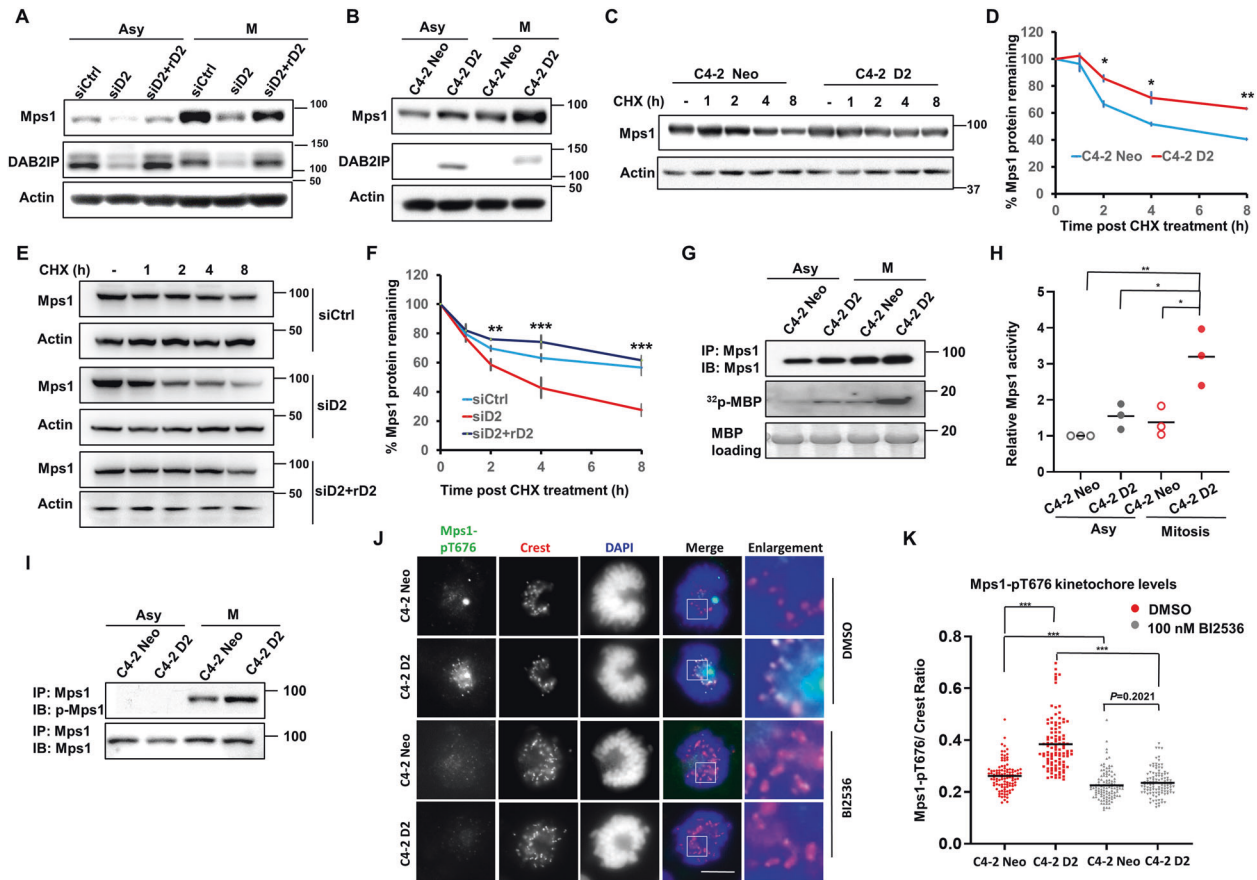 A
Asy
M
siCtrl
siD2
siD2+rD2
siCtrl
siD2
siD2+rD2
Mps1
100
DAB2IP
150
100
Actin
50
B
Asy
M
C4-2 Neo
C4-2 D2
C4-2 Neo
C4-2 D2
Mps1
100
DAB2IP
150
100
Actin
50
C
C4-2 Neo
C4-2 D2
CHX (h)
- 1 2 4 8 - 1 2 4 8
Mps1
100
Actin
37
D
% Mps1 protein remaining
120
100
80
60
40
20
0
*
*
**
C4-2 Neo
C4-2 D2
0 2 4 6 8
Time post CHX treatment (h)
E
CHX (h) - 1 2 4 8
Mps1
100
Actin
50
siCtrl
Mps1
100
Actin
50
siD2
Mps1
100
Actin
50
siD2+rD2
F
% Mps1 protein remaining
120
100
80
60
40
20
0
**
***
***
siCtrl
siD2
siD2+rD2
0 2 4 6 8
Time post CHX treatment (h)
G
Asy
M
C4-2 Neo
C4-2 D2
C4-2 Neo
C4-2 D2
IP: Mps1
IB: Mps1
100
32p-MBP
20
MBP
loading
20
H
Relative Mps1 activity
5
4
3
2
1
0
**
*
*
C4-2 Neo
C4-2 D2
C4-2 Neo
C4-2 D2
Asy
Mitosis
I
Asy
M
C4-2 Neo
C4-2 D2
C4-2 Neo
C4-2 D2
IP: Mps1
IB: p-Mps1
100
IP: Mps1
IB: Mps1
100
J
Mps1-
pT676
Crest
DAPI
Merge
Enlargement
C4-2 Neo
C4-2 D2
DMSO
C4-2 Neo
C4-2 D2
BI2536
K
Mps1-pT676 kinetochore levels
DMSO
100 nM BI2536
Mps1-pT676/ Crest Ratio
0.8
0.6
0.4
0.2
0.0
***
***
***
P=0.2021
C4-2 Neo
C4-2 D2
C4-2 Neo
C4-2 D2